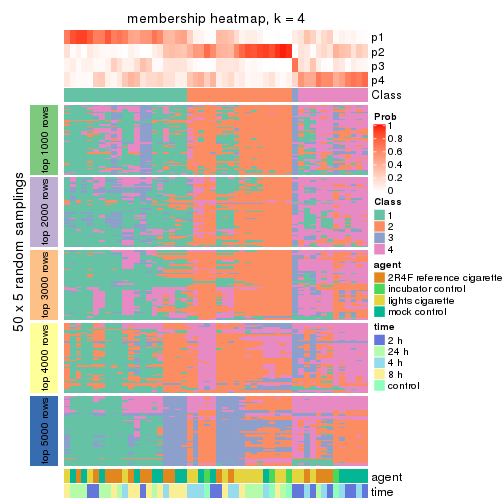 membership heatmap, k = 4
p1
p2
p3
p4
Class
50 x 5 random samplings
top 1000 rows
top 2000 rows
top 3000 rows
top 4000 rows
top 5000 rows
agent
time
Prob
1
0.8
0.6
0.4
0.2
0
Class
1
2
3
4
agent
2R4F reference cigarette
incubator control
lights cigarette
mock control
time
2 h
24 h
4 h
8 h
control